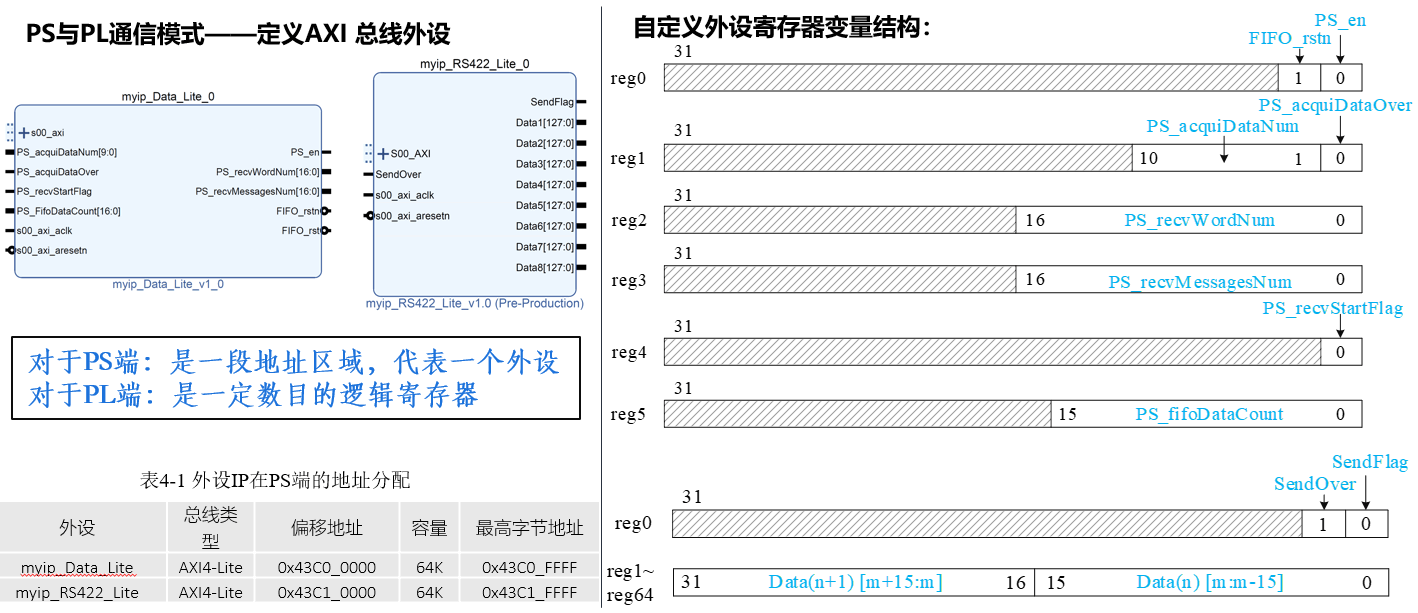 PS与PL通信模式——定义AXI 总线外设
myip_Data_Lite_0
s00_axi
PS_acquiDataNum[9:0]
PS_acquiDataOver
PS_recvStartFlag
PS_FifoDataCount[16:0]
s00_axi_aclk
s00_axi_aresetn
PS_en
PS_recvWordNum[16:0]
PS_recvMessagesNum[16:0]
FIFO_rstn
FIFO_rst
myip_Data_Lite_v1_0
myip_RS422_Lite_0
S00_AXI
SendOver
s00_axi_aclk
s00_axi_aresetn
SendFlag
Data1[127:0]
Data2[127:0]
Data3[127:0]
Data4[127:0]
Data5[127:0]
Data6[127:0]
Data7[127:0]
Data8[127:0]
myip_RS422_Lite_v1.0 (Pre-Production)
对于PS端：是一段地址区域，代表一个外设
对于PL端：是一定数目的逻辑寄存器
表4-1 外设IP在PS端的地址分配
外设 总线类型 偏移地址 容量 最高字节地址
myip_Data_Lite AXI4-Lite 0x43C0_0000 64K 0x43C0_FFFF
myip_RS422_Lite AXI4-Lite 0x43C1_0000 64K 0x43C1_FFFF
自定义外设寄存器变量结构：
PS_en
FIFO_rstn
31
reg0 1 0
PS_acquiDataOver
PS_acquiDataNum
31
reg1 10 1 0
31
reg2 16 PS_recvWordNum 0
31
reg3 16 PS_recvMessagesNum 0
PS_recvStartFlag
31
reg4 0
31
reg5 15 PS_fifoDataCount 0
SendFlag
SendOver
31
reg0 1 0
reg1~
reg64
31 Data(n+1) [m+15:m] 16 15 Data(n) [m:m-15] 0